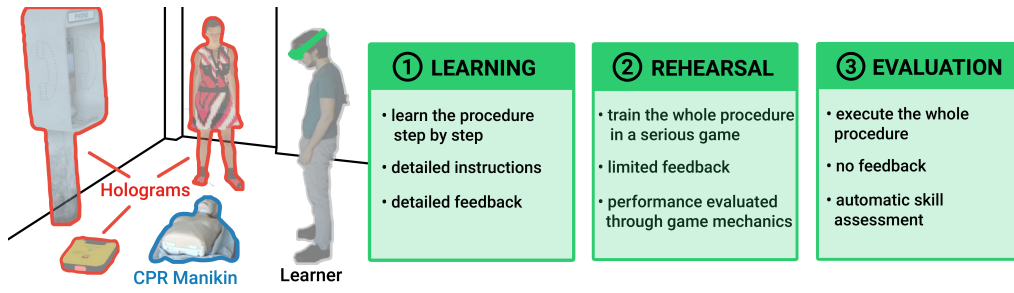 PHONE
Holograms
CPR Manikin
Learner
1 LEARNING
• learn the procedure
step by step
• detailed instructions
• detailed feedback
2 REHEARSAL
• train the whole procedure
in a serious game
• limited feedback
• performance evaluated
through game mechanics
3 EVALUATION
• execute the whole
procedure
• no feedback
• automatic skill
assessment